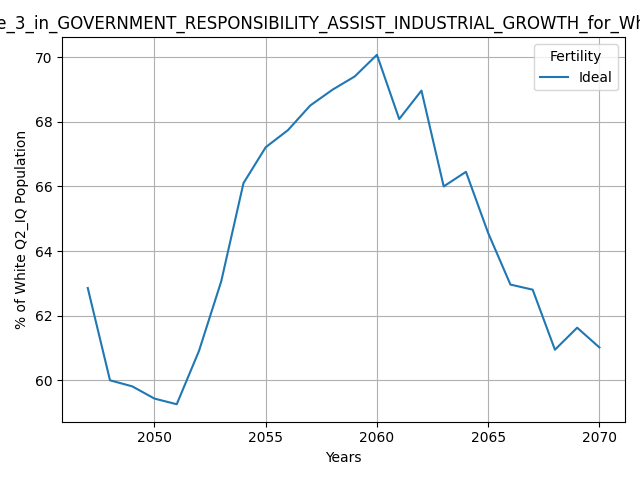 e_3_in_GOVERNMENT_RESPONSIBILITY_ASSIST_INDUSTRIAL_GROWTH_for_Wh
Fertility
Ideal
% of White Q2_IQ Population
70
68
66
64
62
60
2050 2055 2060 2065 2070
Years